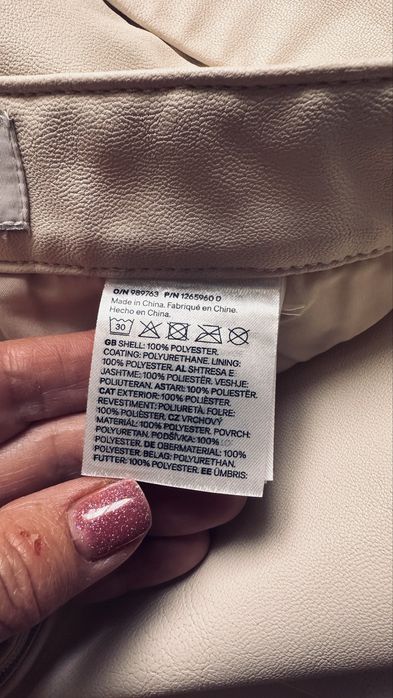 O/N 989763 P/N 1265960 D
Made in China. Fabriqué en Chine.
Hecho en China.
30
GB SHELL: 100% POLYESTER.
COATING: POLYURETHANE. LINING:
100% POLYESTER. AL SHTRESA E
JASHTME: 100% POLIESTËR. VESHJE:
POLIUTERAN. ASTARI: 100% POLIESTËR.
CAT EXTERIOR: 100% POLIÈSTER.
REVESTIMENT: POLIURETÀ. FOLRE:
100% POLIÈSTER. CZ VRCHOVÝ
MATERIÁL: 100% POLYESTER. POVRCH:
POLYURETAN. PODŠÍVKA: 100%
POLYESTER. DE OBERMATERIAL: 100%
POLYESTER. BELAG: POLYURETHAN.
FUTTER: 100% POLYESTER. EE ÜMBRIS: